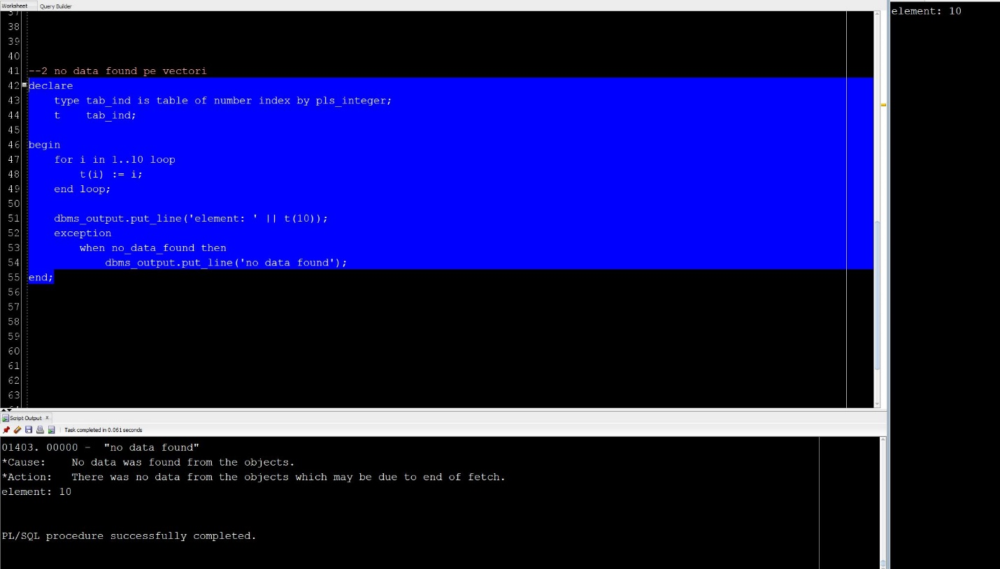 Worksheet Query Builder
37
38
39
40
41 --2 no data found pe vectori
42 declare
43 type tab_ind is table of number index by pls_integer;
44 t tab_ind;
45
46 begin
47 for i in 1..10 loop
48 t(i) := i;
49 end loop;
50
51 dbms_output.put_line('element: ' || t(10));
52 exception
53 when no_data_found then
54 dbms_output.put_line('no data found');
55 end;
56
57
58
59
60
61
62
63
element: 10
Script Output x
Task completed in 0.061 seconds
01403. 00000 - "no data found"
*Cause: No data was found from the objects.
*Action: There was no data from the objects which may be due to end of fetch.
element: 10
PL/SQL procedure successfully completed.